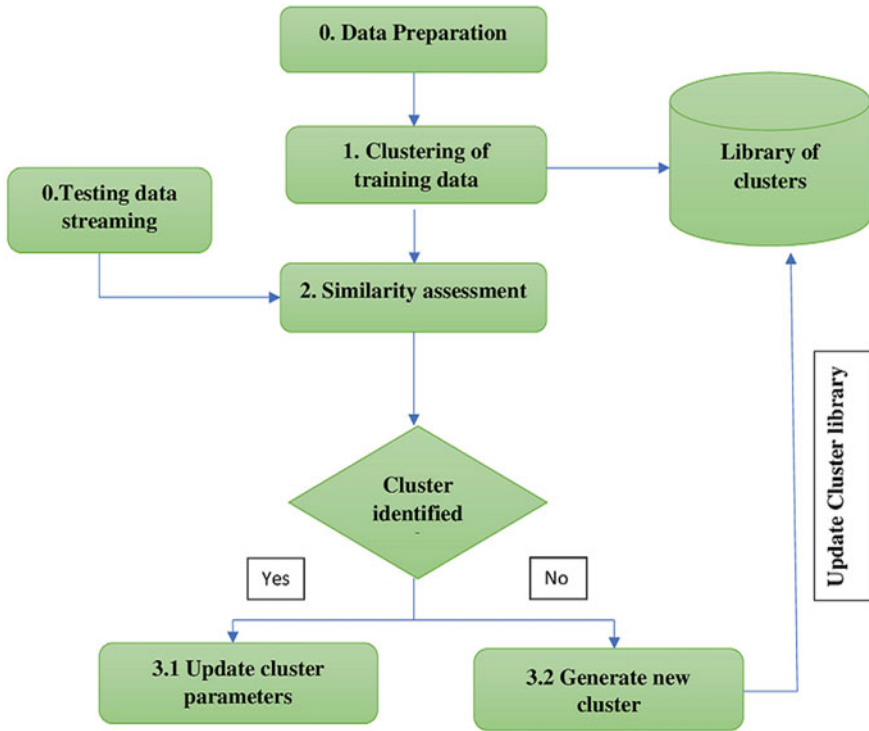 0. Data Preparation
1. Clustering of
training data
Library of
clusters
0.Testing data
streaming
2. Similarity assessment
Cluster
identified
Yes
No
Update Cluster library
3.1 Update cluster
parameters
3.2 Generate new
cluster